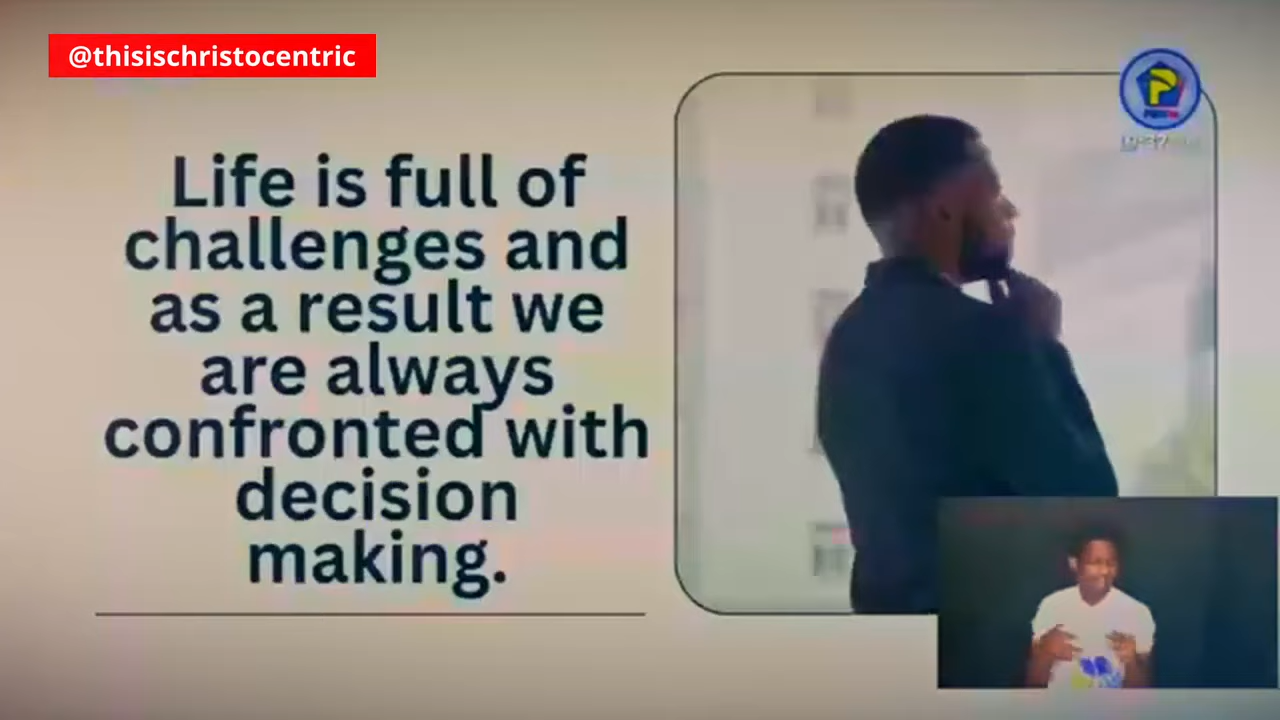 @thisischristocentric
Life is full of
challenges and
as a result we
are always
confronted with
decision
making.